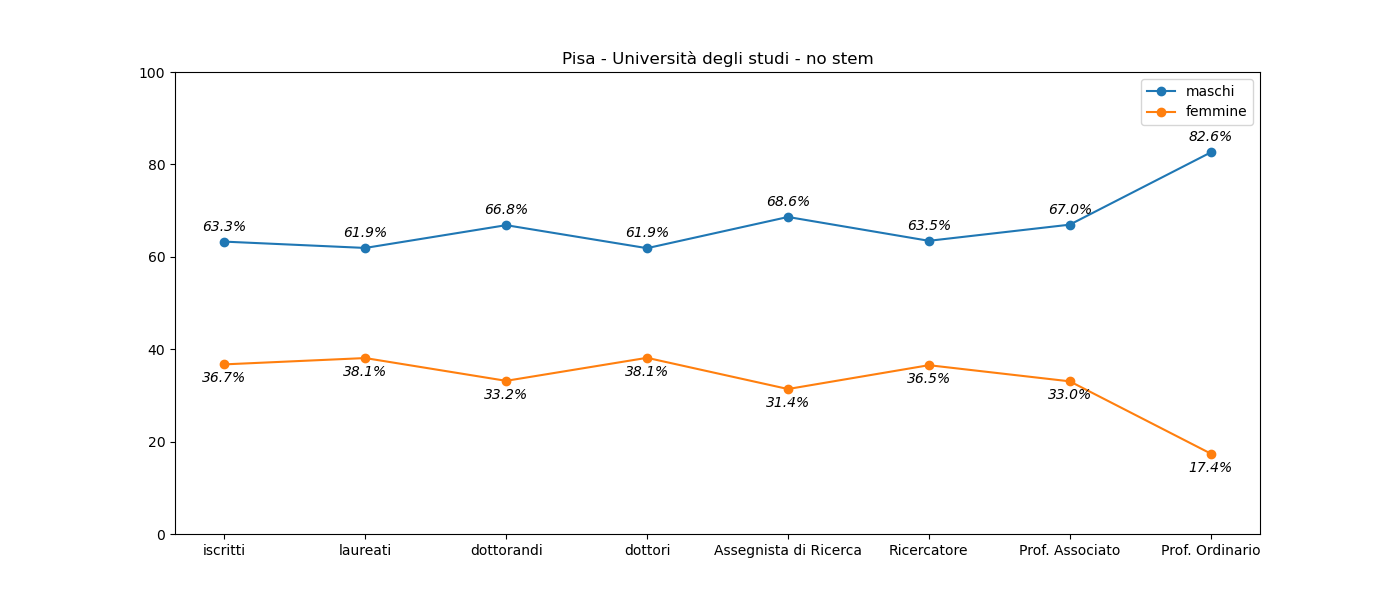 Pisa - Università degli studi - no stem
100
80
60
40
20
0
maschi
femmine
63.3%
61.9%
66.8%
61.9%
68.6%
63.5%
67.0%
82.6%
36.7%
38.1%
33.2%
38.1%
31.4%
36.5%
33.0%
17.4%
iscritti
laureati
dottorandi
dottori
Assegnista di Ricerca
Ricercatore
Prof. Associato
Prof. Ordinario